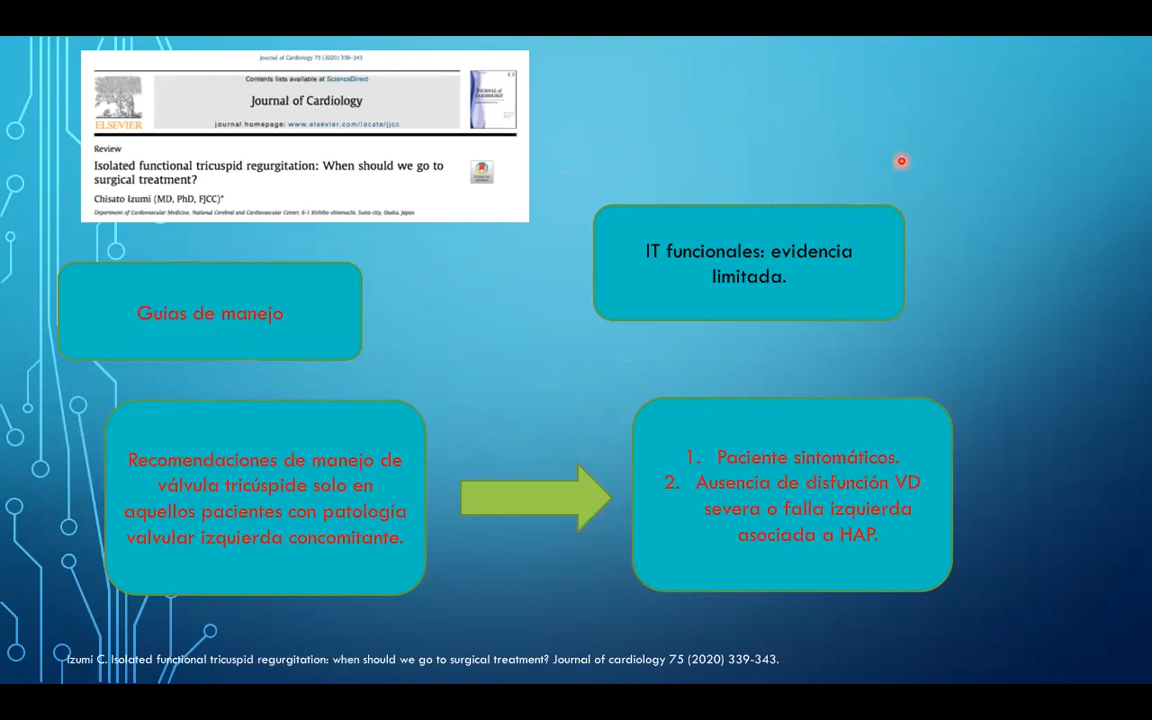 Journal of Cardiology 75 (2020) 339–343
Contents lists available at ScienceDirect
Journal of Cardiology
journal homepage: www.elsevier.com/locate/jjcc
ELSEVIER
Review
Isolated functional tricuspid regurgitation: When should we go to
surgical treatment?
Chisato Izumi (MD, PhD, FJCC)*
Department of Cardiovascular Medicine, National Cerebral and Cardiovascular Center, 6-1 Kishibe-shinmachi, Suita city, Osaka, Japan
IT funcionales: evidencia
limitada.
Guías de manejo
Recomendaciones de manejo de
válvula tricúspide solo en
aquellos pacientes con patología
valvular izquierda concomitante.
1. Paciente sintomáticos.
2. Ausencia de disfunción VD
severa o falla izquierda
asociada a HAP.
Izumi C. Isolated functional tricuspid regurgitation: when should we go to surgical treatment? Journal of cardiology 75 (2020) 339-343.